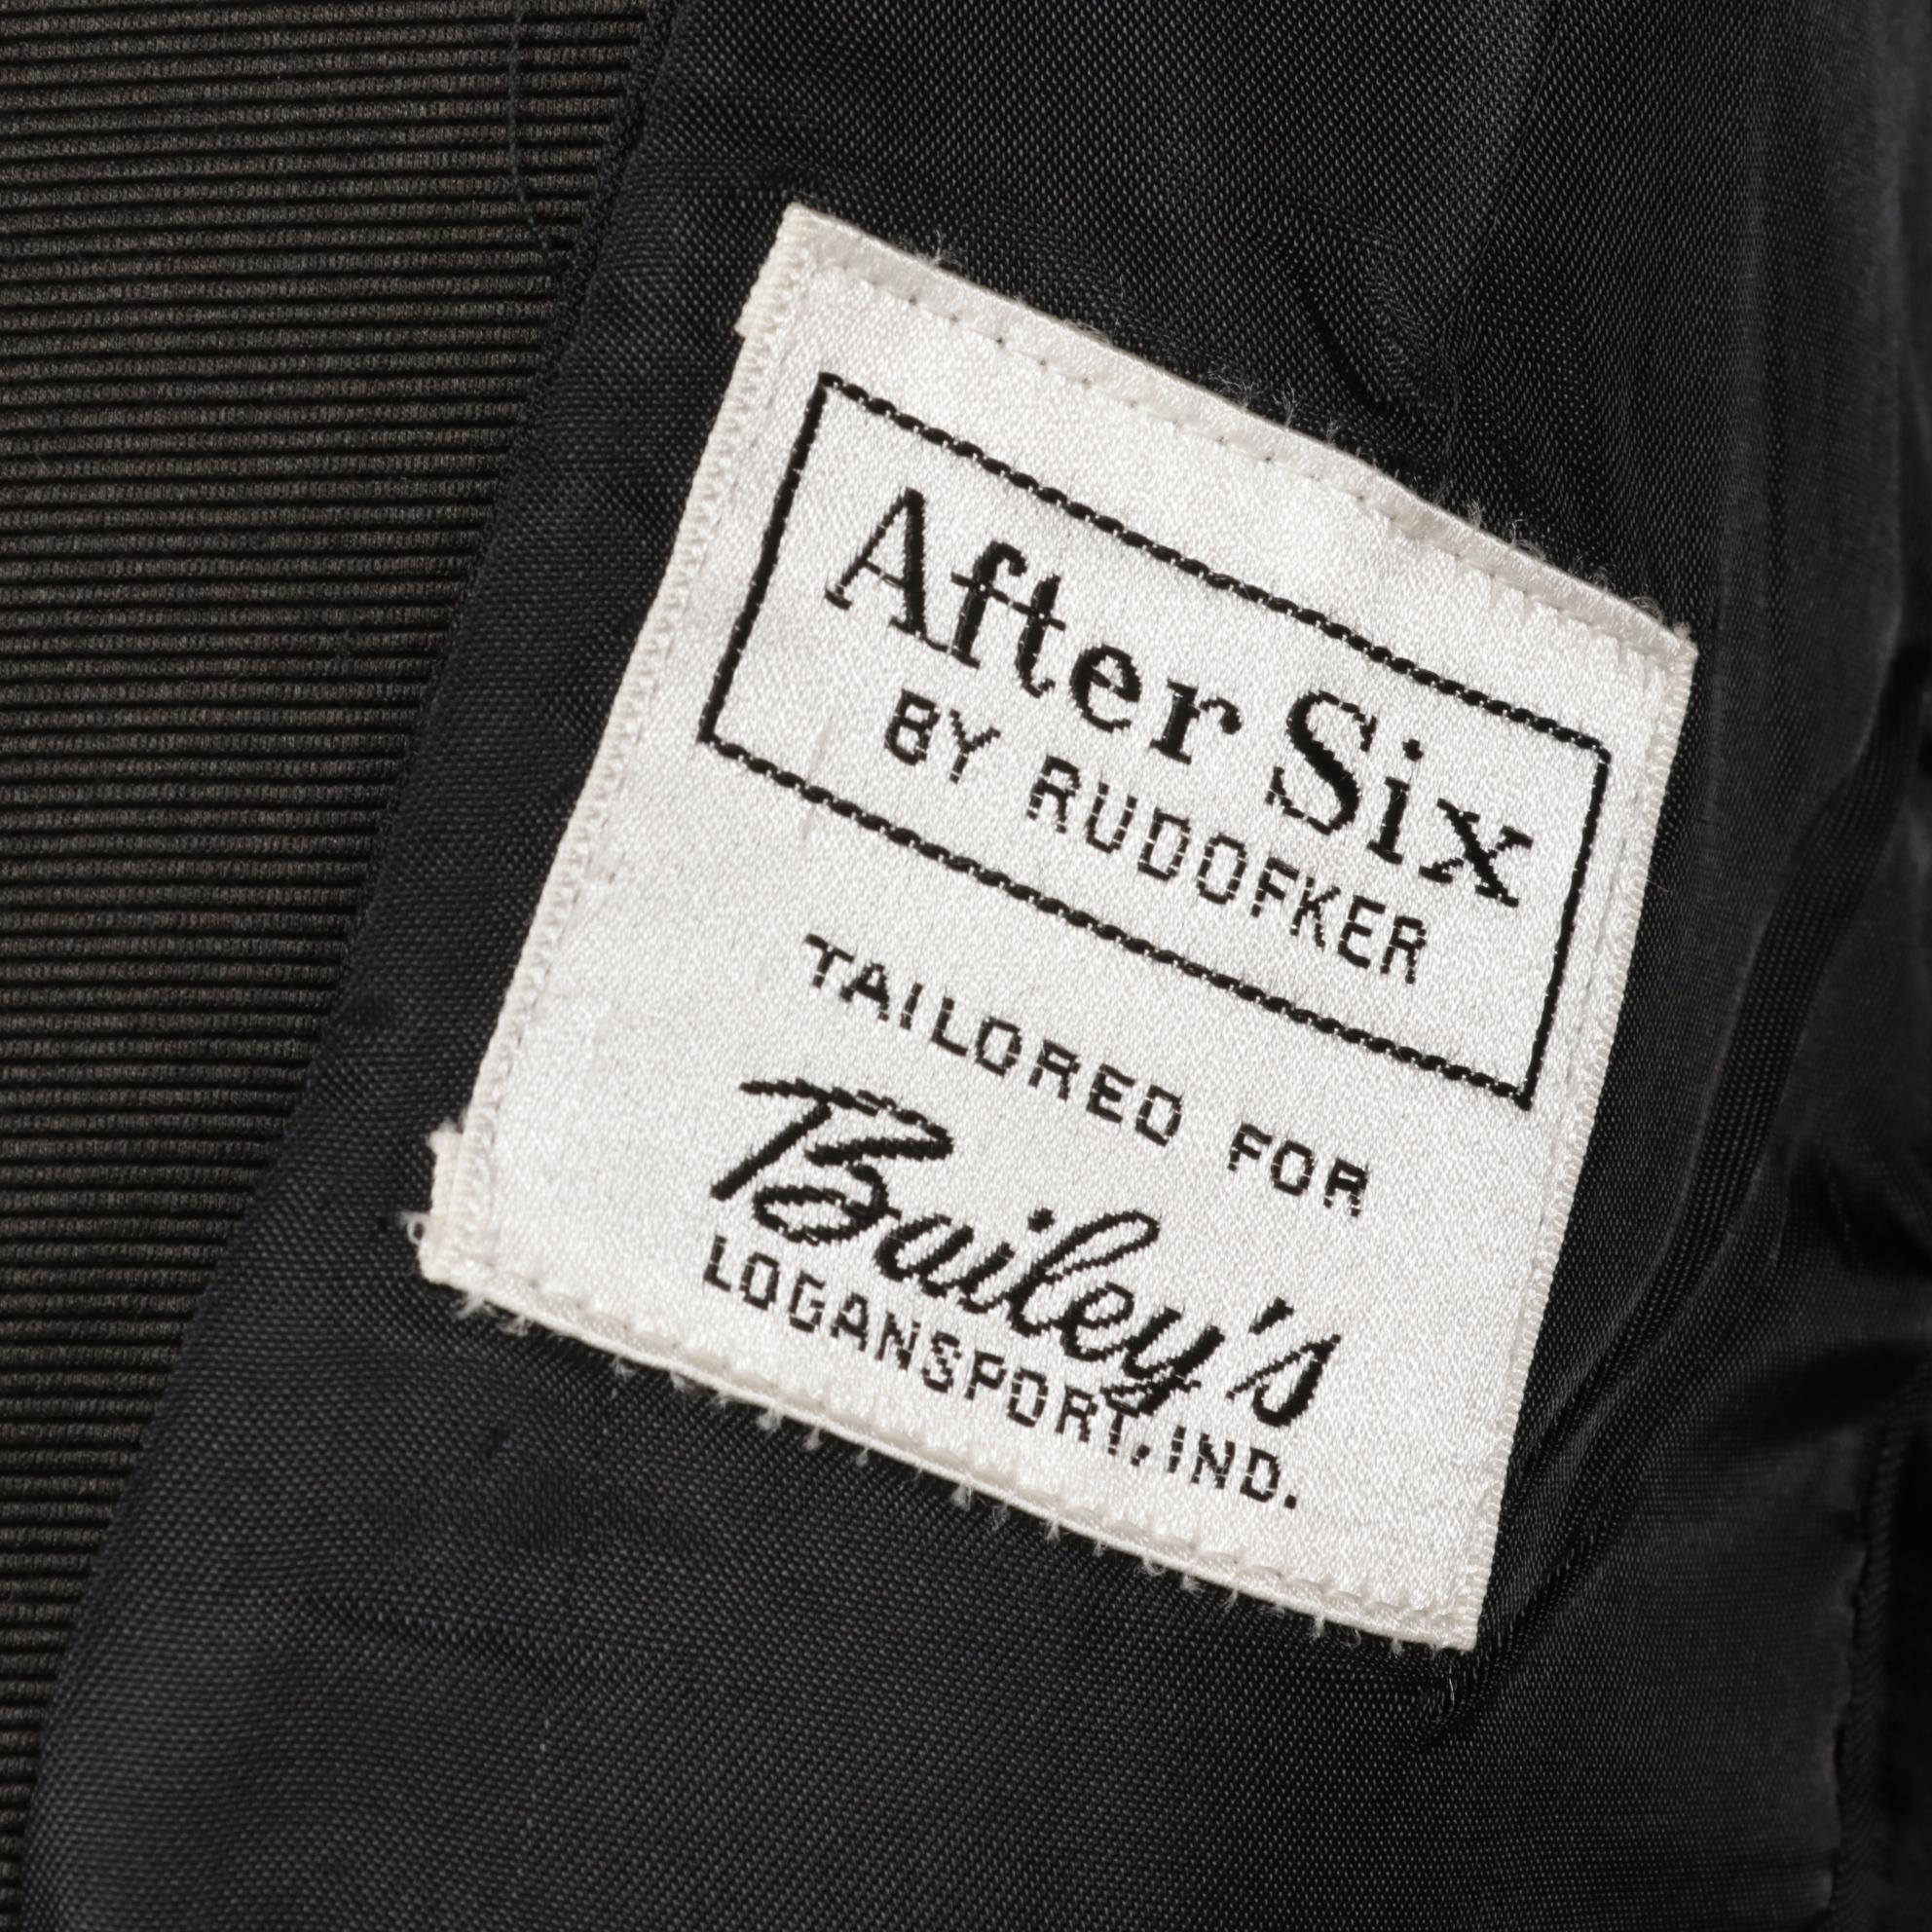 After Six
BY RUDOFKER
TAILORED FOR
Bailey's
LOGANSPORT, IND.